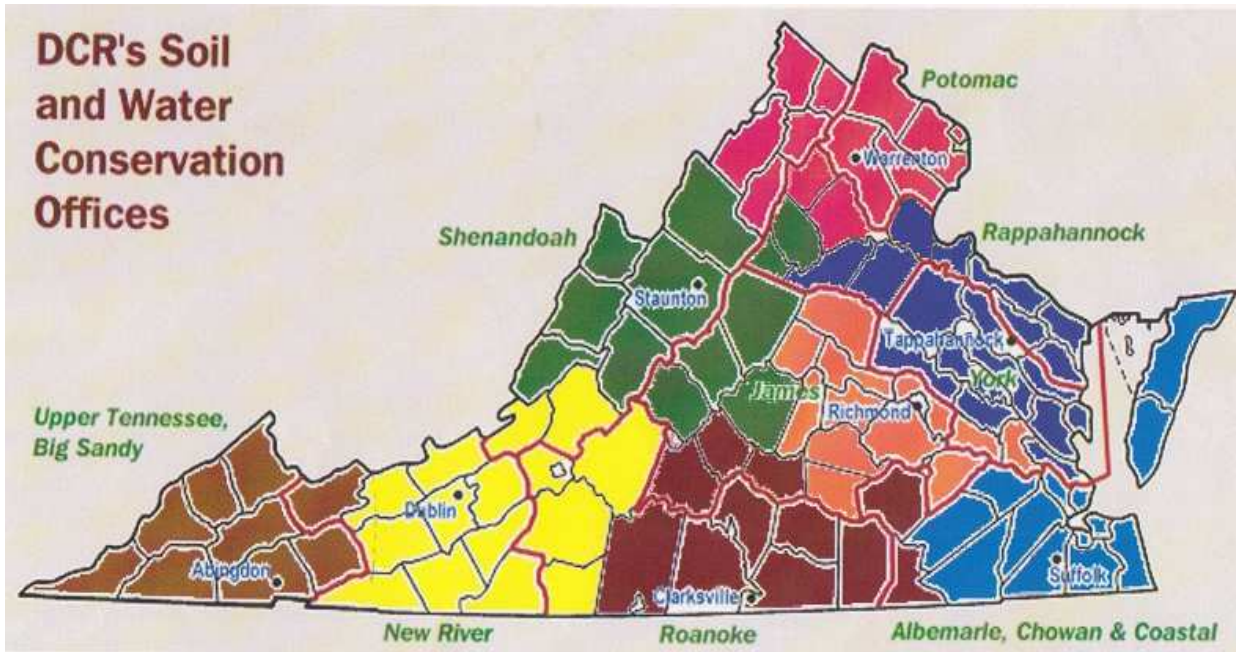 DCR's Soil
and Water
Conservation
Offices
Potomac
Warrenton
Shenandoah
Rappahannock
Staunton
Tappahannock
York
James
Richmond
Upper Tennessee,
Big Sandy
Dublin
Abingdon
Suffolk
Clarksville
New River
Roanoke
Albemarle, Chowan & Coastal